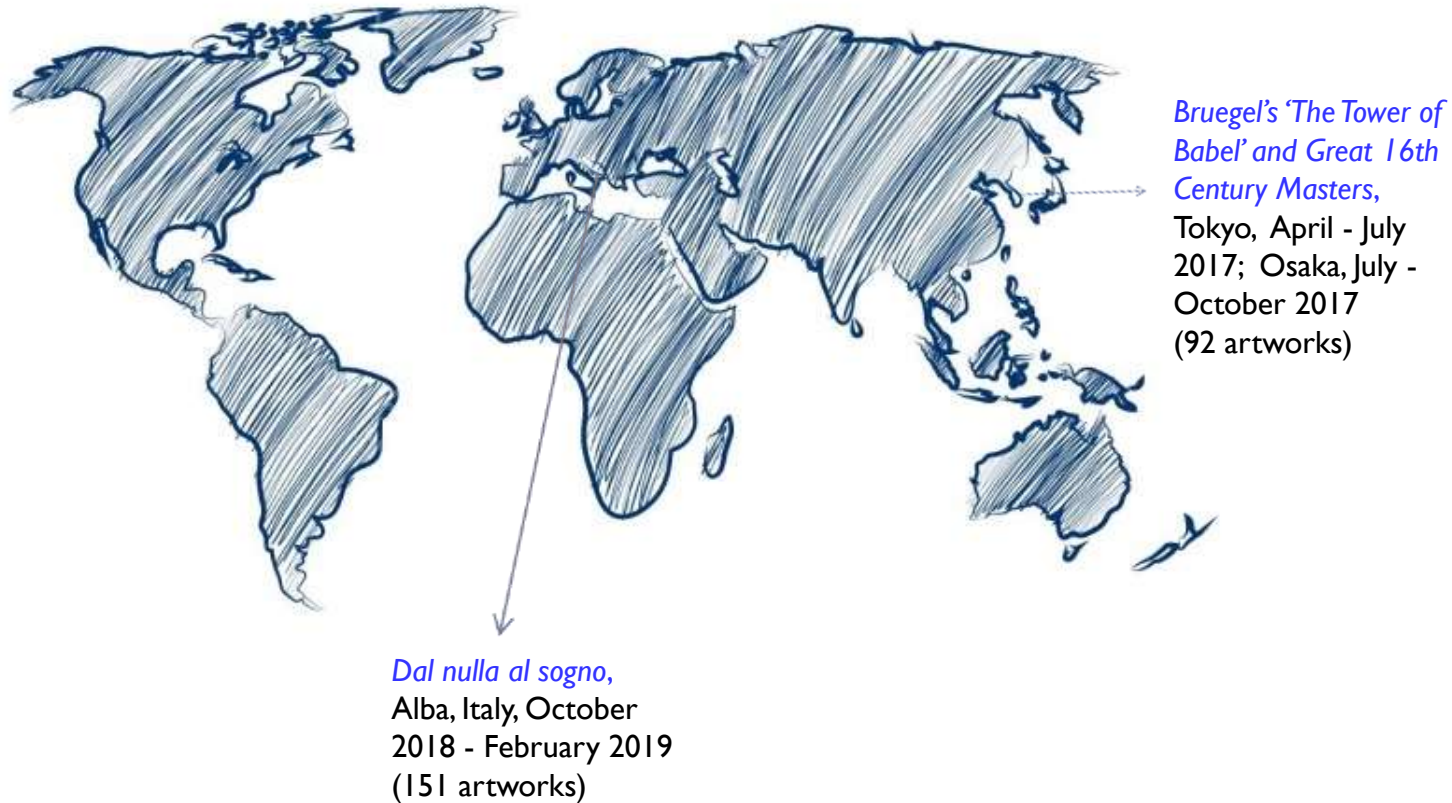 Bruegel’s ‘The Tower of
Babel’ and Great 16th
Century Masters,
Tokyo, April - July
2017; Osaka, July -
October 2017
(92 artworks)
Dal nulla al sogno,
Alba, Italy, October
2018 - February 2019
(151 artworks)